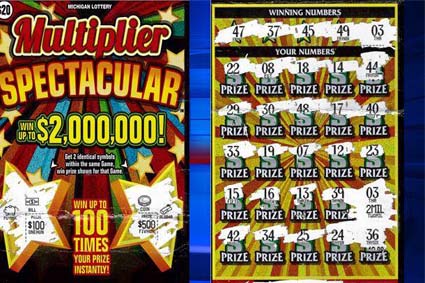 $20
MICHIGAN LOTTERY
Multiplier
SPECTACULAR
WIN UP TO $2,000,000!
Get 2 identical symbols
within the same Game,
win prize shown for that Game.
BILL
$100
WIN UP TO
100
TIMES
YOUR PRIZE
INSTANTLY!
COIN
$500
WINNING NUMBERS
47 37 45 49 03
YOUR NUMBERS
22 08 18 14 44
PRIZE PRIZE PRIZE PRIZE PRIZE
29 30 48 17 40
PRIZE PRIZE PRIZE PRIZE PRIZE
33 19 07 12 23
PRIZE PRIZE PRIZE PRIZE PRIZE
15 16 13 39 03
PRIZE PRIZE PRIZE PRIZE 2MIL
42 34 25 24 36
PRIZE PRIZE PRIZE PRIZE